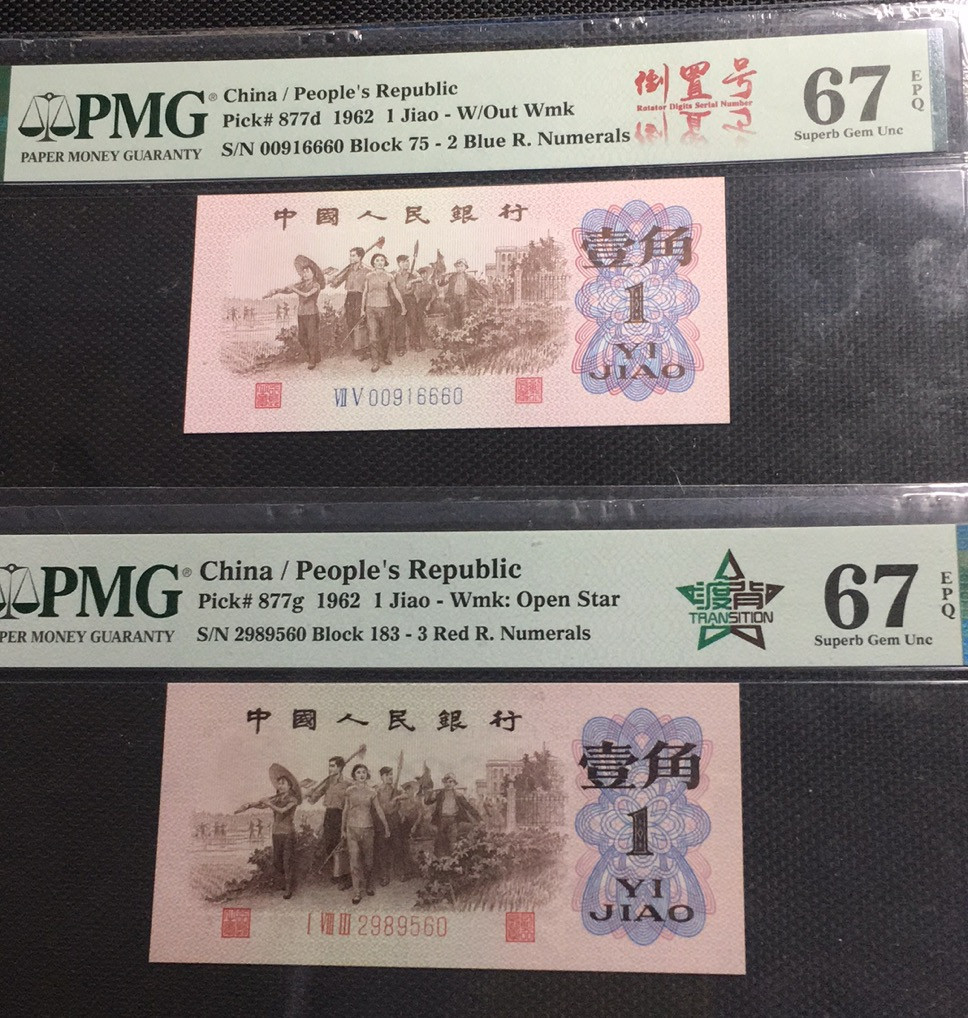 PMG®
PAPER MONEY GUARANTY
China / People's Republic
Pick# 877d 1962 1 Jiao - W/Out Wmk
S/N 00916660 Block 75 - 2 Blue R. Numerals
倒置号
Rotator Digits Serial Number
67
EPQ
Superb Gem Unc
中國人民銀行
壹角
1
YI
JIAO
VII V 00916660
PMG®
PER MONEY GUARANTY
China / People's Republic
Pick# 877g 1962 1 Jiao - Wmk: Open Star
S/N 2989560 Block 183 - 3 Red R. Numerals
渡背
TRANSITION
67
EPQ
Superb Gem Unc
中國人民銀行
壹角
1
YI
JIAO
I VIII III 2989560